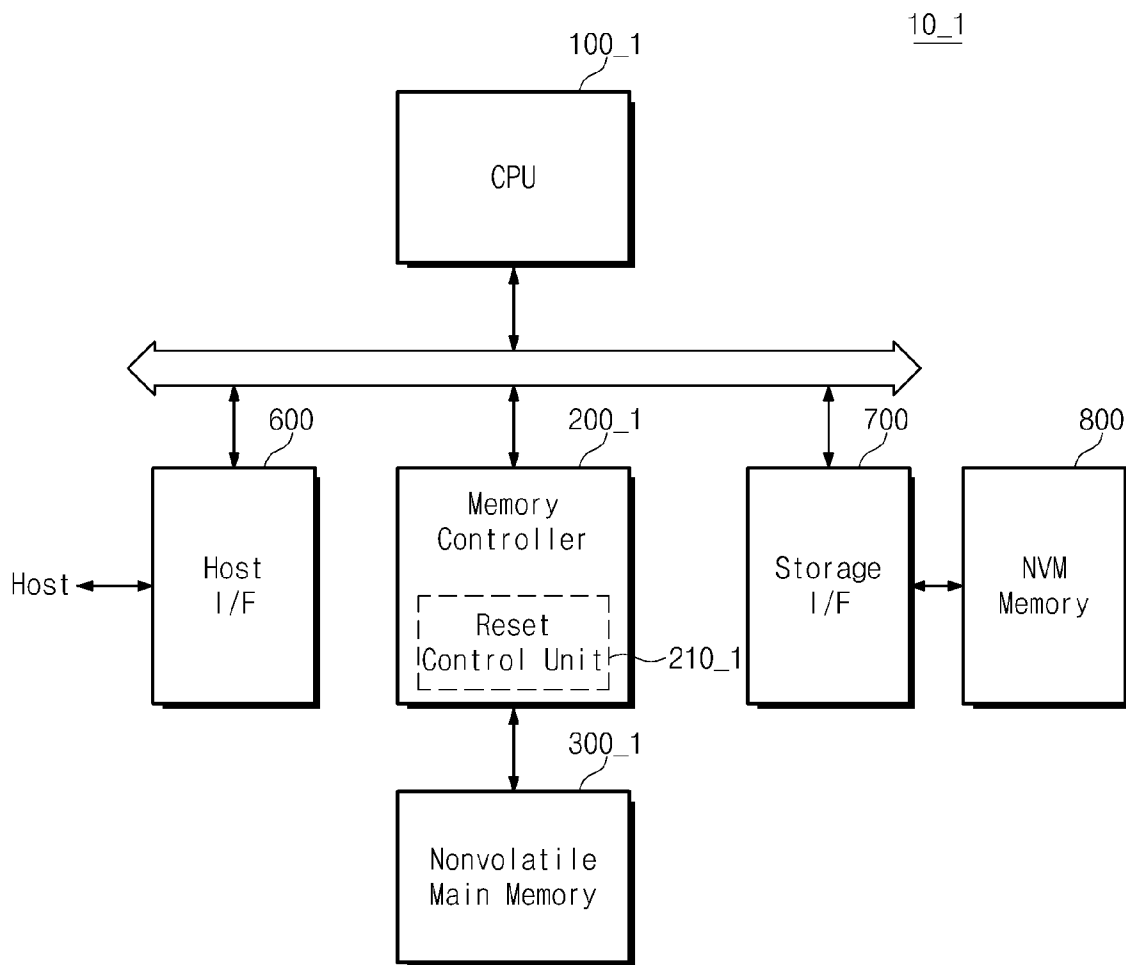 10_1
100_1
CPU
600
200_1
700
800
Memory
Controller
Host
Host
I/F
Storage
I/F
NVM
Memory
Reset
Control Unit
210_1
300_1
Nonvolatile
Main Memory